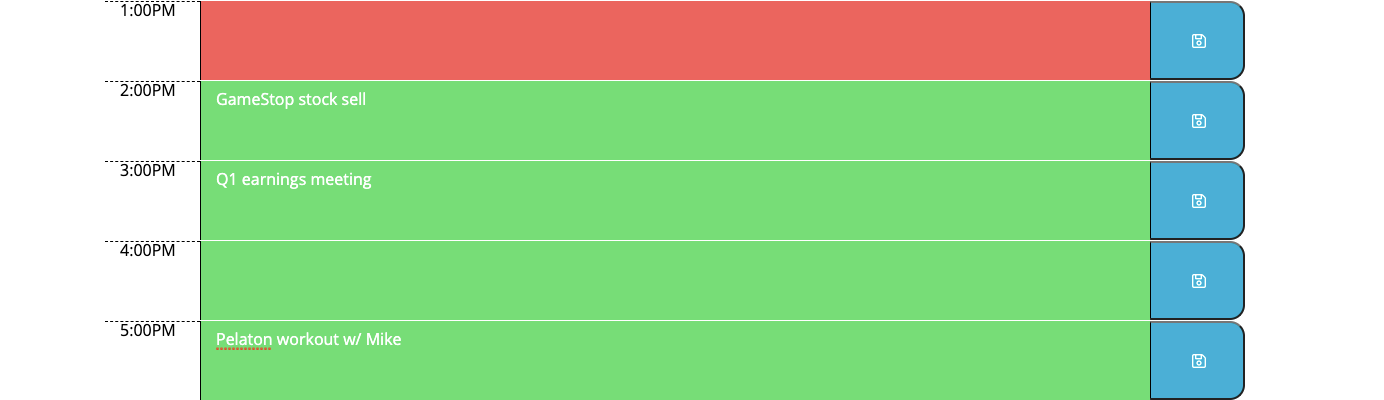 1:00PM
2:00PM
GameStop stock sell
3:00PM
Q1 earnings meeting
4:00PM
5:00PM
Pelaton workout w/ Mike